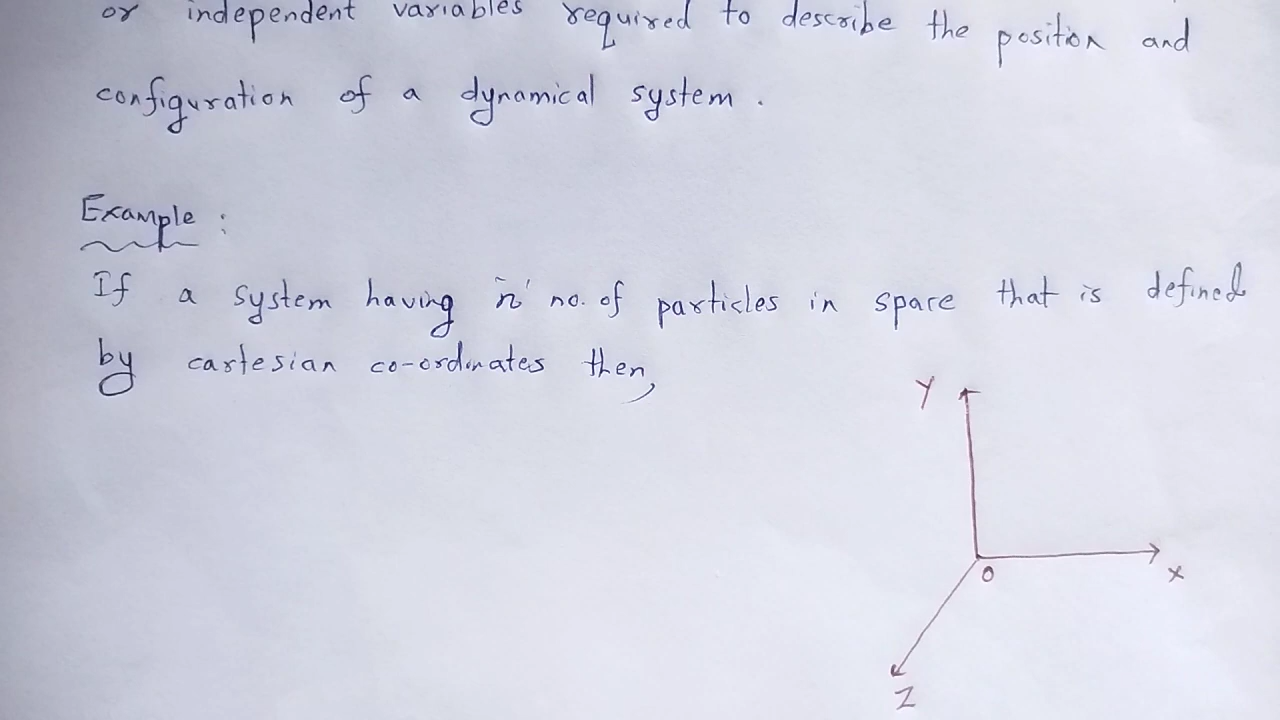 or independent variables required to describe the position and
configuration of a dynamical system.
Example :
If a system having 'n' no. of particles in space that is defined
by cartesian co-ordinates then,
Y
O
X
Z